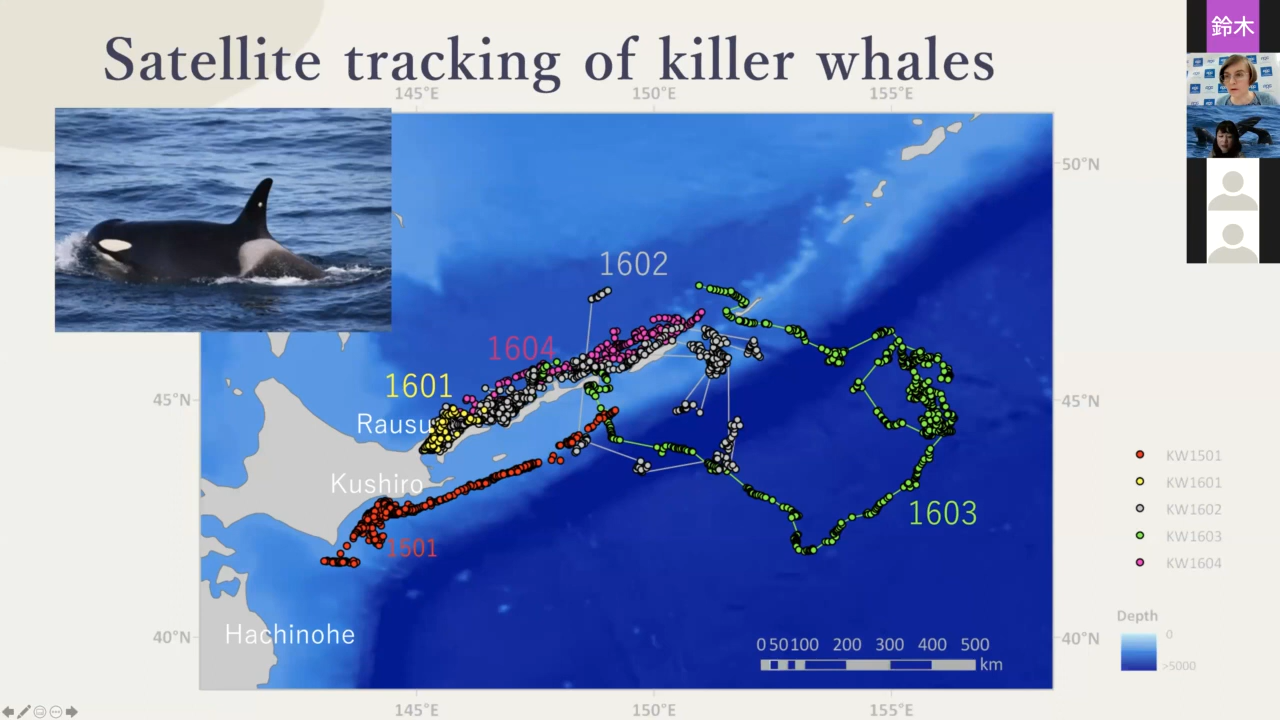 Satellite tracking of killer whales
鈴木
145°E 150°E 155°E
50°N
1602
1604
1601
45°N 45°N
Rausu
Kushiro
1603
1501
KW1501
KW1601
KW1602
KW1603
KW1604
Hachinohe
40°N 40°N
0 50 100 200 300 400 500
km
Depth
0
>5000
145°E 150°E 155°E